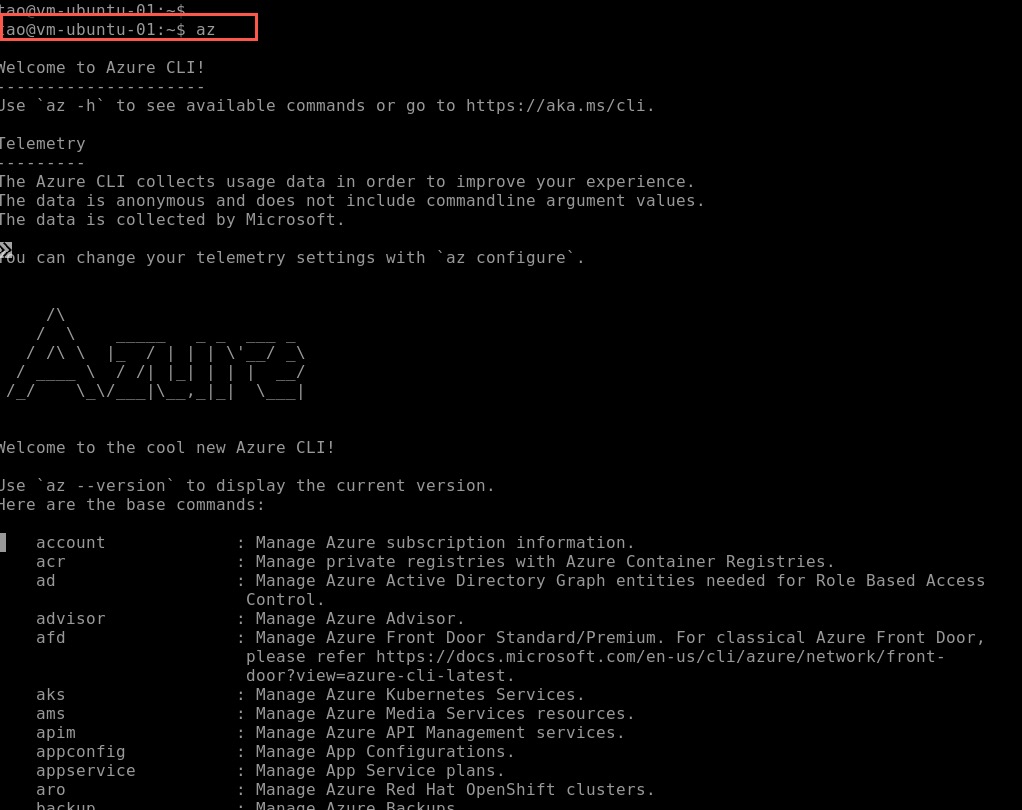 tao@vm-ubuntu-01:~$
tao@vm-ubuntu-01:~$ az
Welcome to Azure CLI!
---------------------
Use `az -h` to see available commands or go to https://aka.ms/cli.
Telemetry
---------
The Azure CLI collects usage data in order to improve your experience.
The data is anonymous and does not include commandline argument values.
The data is collected by Microsoft.
You can change your telemetry settings with `az configure`.
     /\
    /  \    _____   _ _  ___ _
   / /\ \  |_  / | | | \'__/ _\
  / ____ \  / /| |_| | | |  __/
 /_/    \_\/___|\__,_|_|  \___|
Welcome to the cool new Azure CLI!
Use `az --version` to display the current version.
Here are the base commands:
    account             : Manage Azure subscription information.
    acr                 : Manage private registries with Azure Container Registries.
    ad                  : Manage Azure Active Directory Graph entities needed for Role Based Access
                         Control.
    advisor             : Manage Azure Advisor.
    afd                 : Manage Azure Front Door Standard/Premium. For classical Azure Front Door,
                         please refer https://docs.microsoft.com/en-us/cli/azure/network/front-
                         door?view=azure-cli-latest.
    aks                 : Manage Azure Kubernetes Services.
    ams                 : Manage Azure Media Services resources.
    apim                : Manage Azure API Management services.
    appconfig           : Manage App Configurations.
    appservice          : Manage App Service plans.
    aro                 : Manage Azure Red Hat OpenShift clusters.
    backup              : Manage Azure Backups.